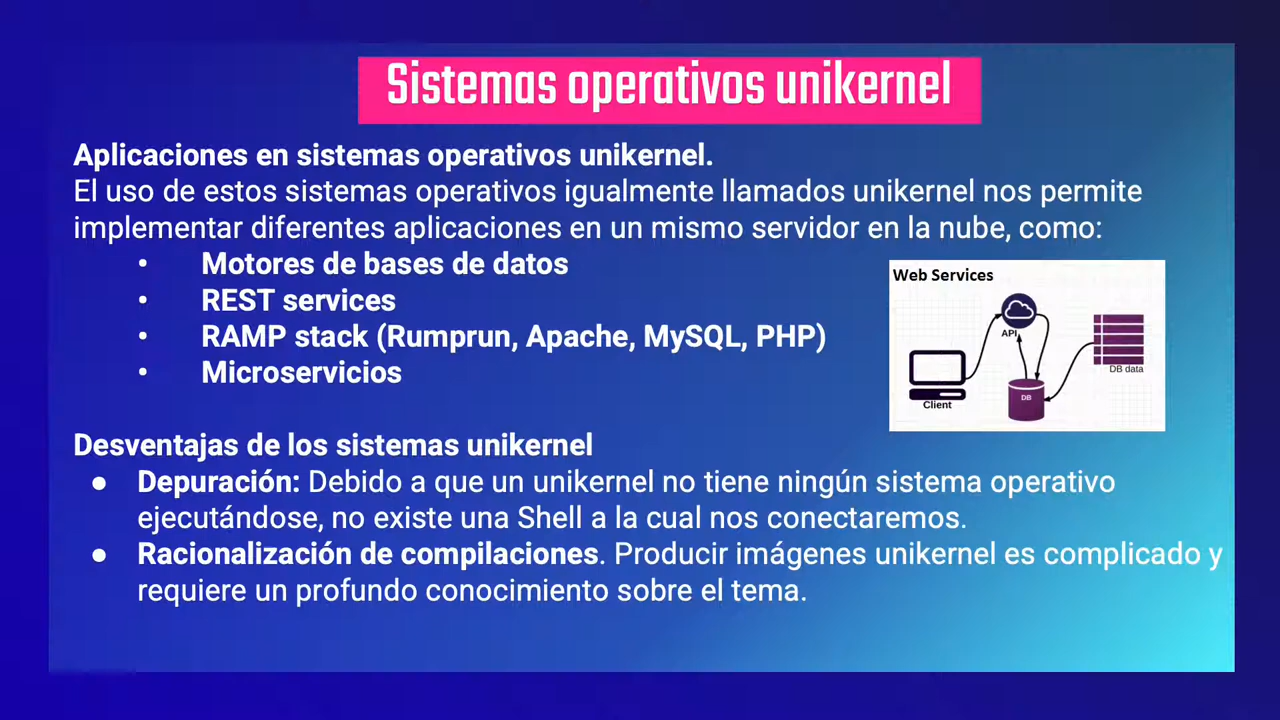 Sistemas operativos unikernel
Aplicaciones en sistemas operativos unikernel.
El uso de estos sistemas operativos igualmente llamados unikernel nos permite
implementar diferentes aplicaciones en un mismo servidor en la nube, como:
• Motores de bases de datos
• REST services
• RAMP stack (Rumprun, Apache, MySQL, PHP)
• Microservicios
Web Services
API
DB data
DB
Client
Desventajas de los sistemas unikernel
● Depuración: Debido a que un unikernel no tiene ningún sistema operativo
ejecutándose, no existe una Shell a la cual nos conectaremos.
● Racionalización de compilaciones. Producir imágenes unikernel es complicado y
requiere un profundo conocimiento sobre el tema.